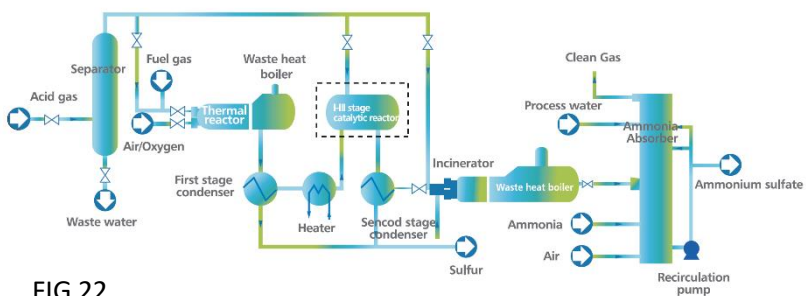 Clean Gas
Waste heat
boiler
Fuel gas
Separator
Acid gas
Process water
Thermal
reactor
I-III stage
catalytic reactor
Ammonia
Absorber
Air/Oxygen
Incinerator
First stage
condenser
Waste heat boiler
Ammonium sulfate
Waste water
Heater
Sencod stage
condenser
Ammonia
Sulfur
Air
Recirculation
pump
FIG 22